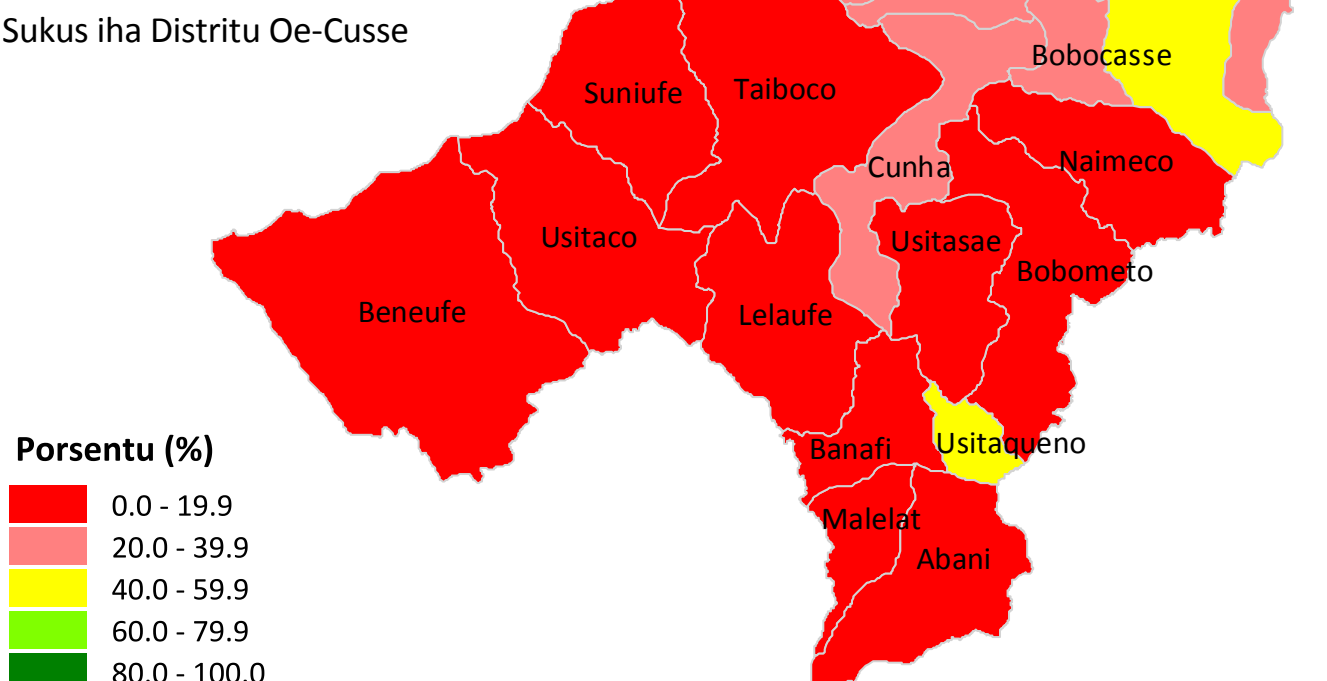 Sukus iha Distritu Oe-Cusse
Bobocasse
Suniufe
Taiboco
Naimeco
Cunha
Usitaco
Usitasae
Bobometo
Beneufe
Lelaufe
Usitaqueno
Banafi
Malelat
Abani
Porsentu (%)
0.0 - 19.9
20.0 - 39.9
40.0 - 59.9
60.0 - 79.9
80.0 - 100.0